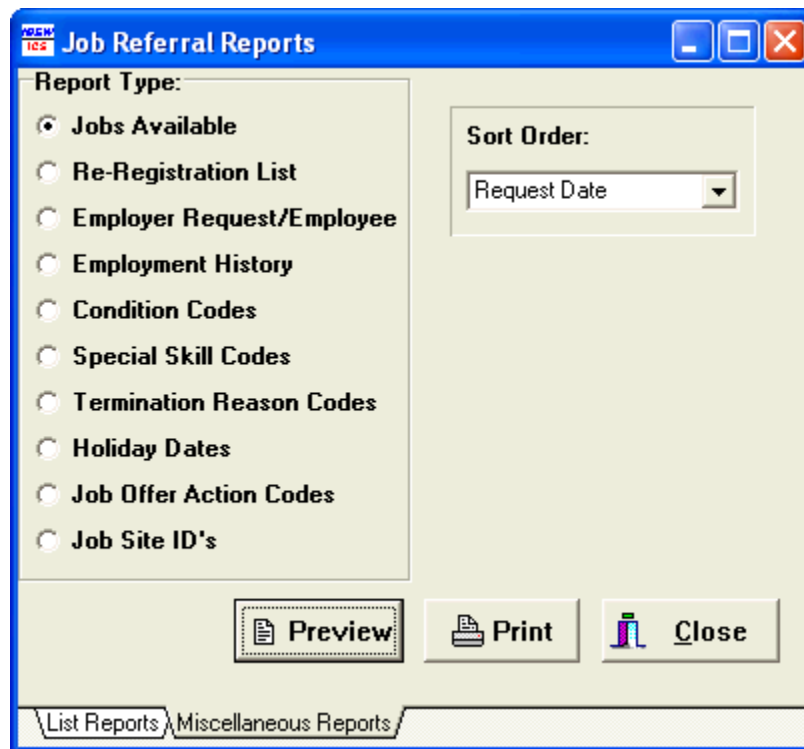 Job Referral Reports
Report Type:
Jobs Available
Re-Registration List
Employer Request/Employee
Employment History
Condition Codes
Special Skill Codes
Termination Reason Codes
Holiday Dates
Job Offer Action Codes
Job Site ID's
Sort Order:
Request Date
Preview
Print
Close
List Reports
Miscellaneous Reports